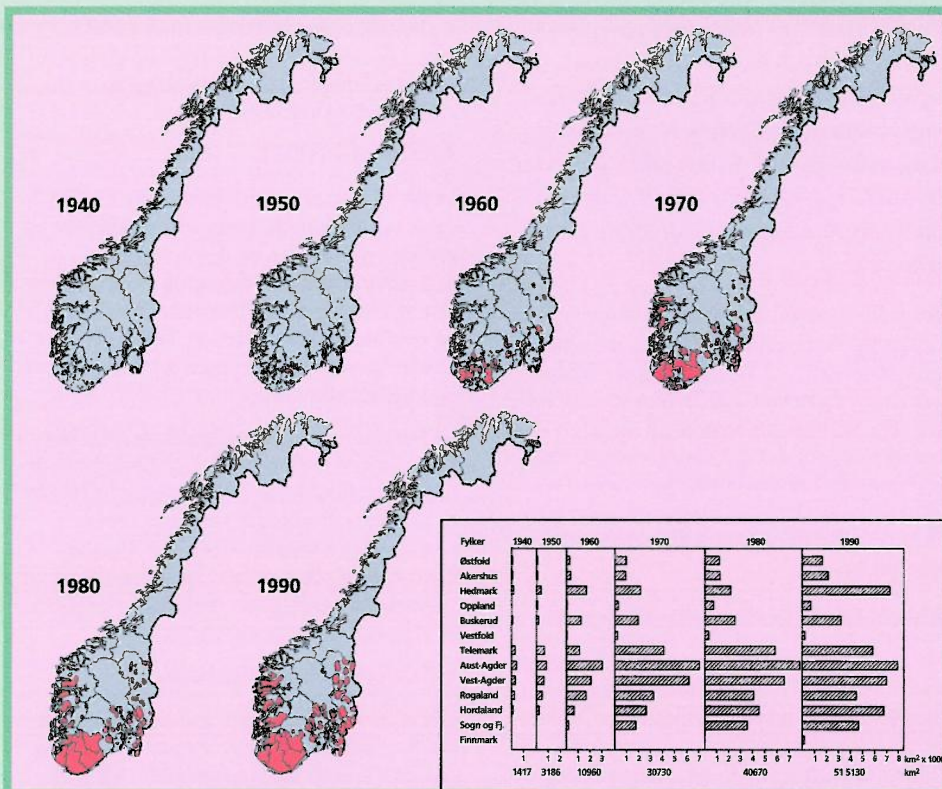 1940
1950
1960
1970
1980
1990
Fylker 1940 1950 1960 1970 1980 1990
Østfold
Akershus
Hedmark
Oppland
Buskerud
Vestfold
Telemark
Aust-Agder
Vest-Agder
Rogaland
Hordaland
Sogn og Fj.
Finnmark
1 1 2 1 2 3 1 2 3 4 5 6 7 1 2 3 4 5 6 7 1 2 3 4 5 6 7 8 km² x 1000
1417 3186 10960 30730 40670 51 5130 km²